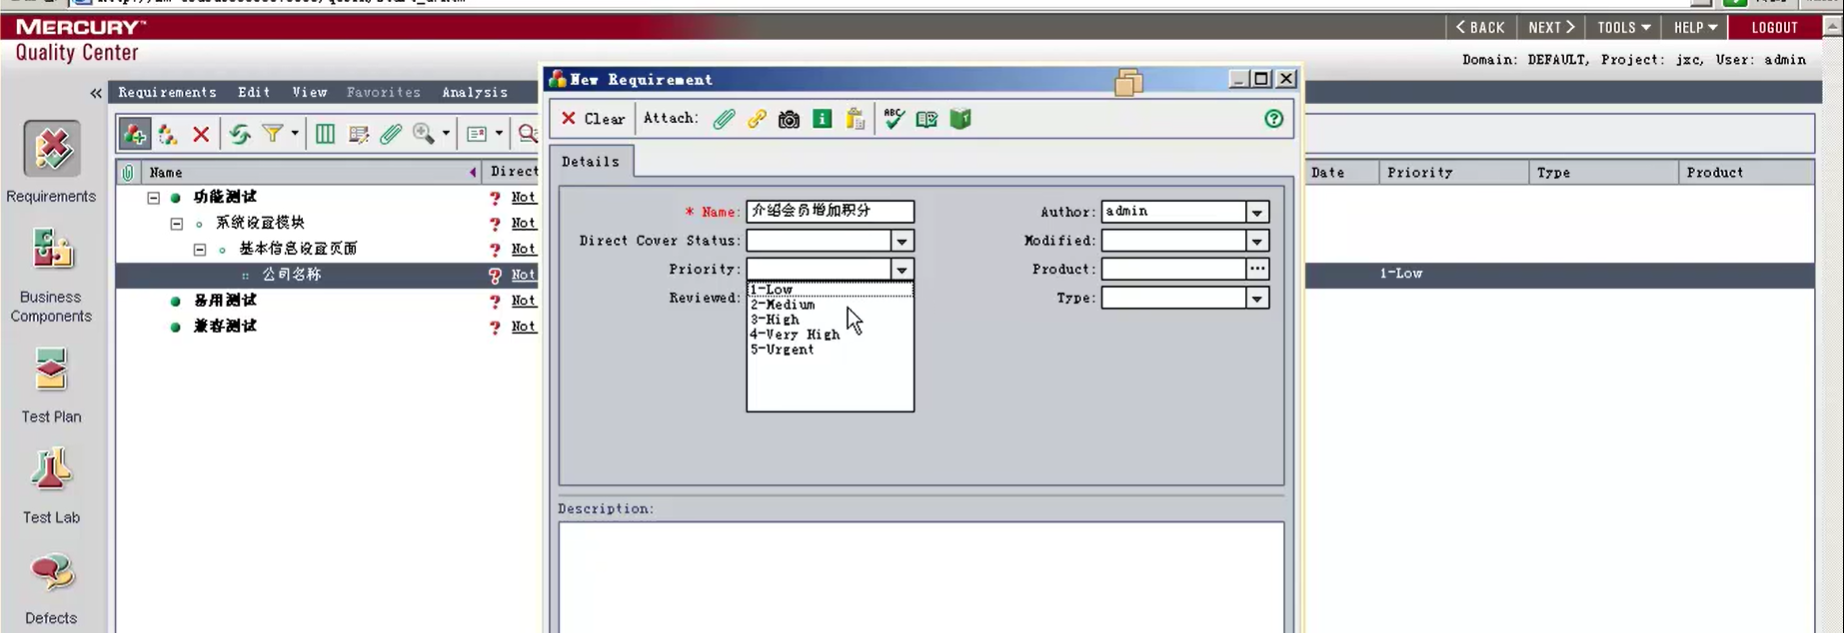 MERCURY™
Quality Center
BACK NEXT TOOLS HELP LOGOUT
Domain: DEFAULT, Project: jxc, User: admin
Requirements Edit View Favorites Analysis
New Requirement
Clear Attach: ABC
Details
Name Direct
Date Priority Type Product
功能测试 Not
系统设置模块 Not
基本信息设置页面 Not
公司名称 Not 1-Low
易用测试 Not
兼容测试 Not
* Name: 介绍会员增加积分 Author: admin
Direct Cover Status: Modified:
Priority: Product:
Reviewed: Type:
1-Low
2-Medium
3-High
4-Very High
5-Urgent
Description:
Requirements
Business
Components
Test Plan
Test Lab
Defects